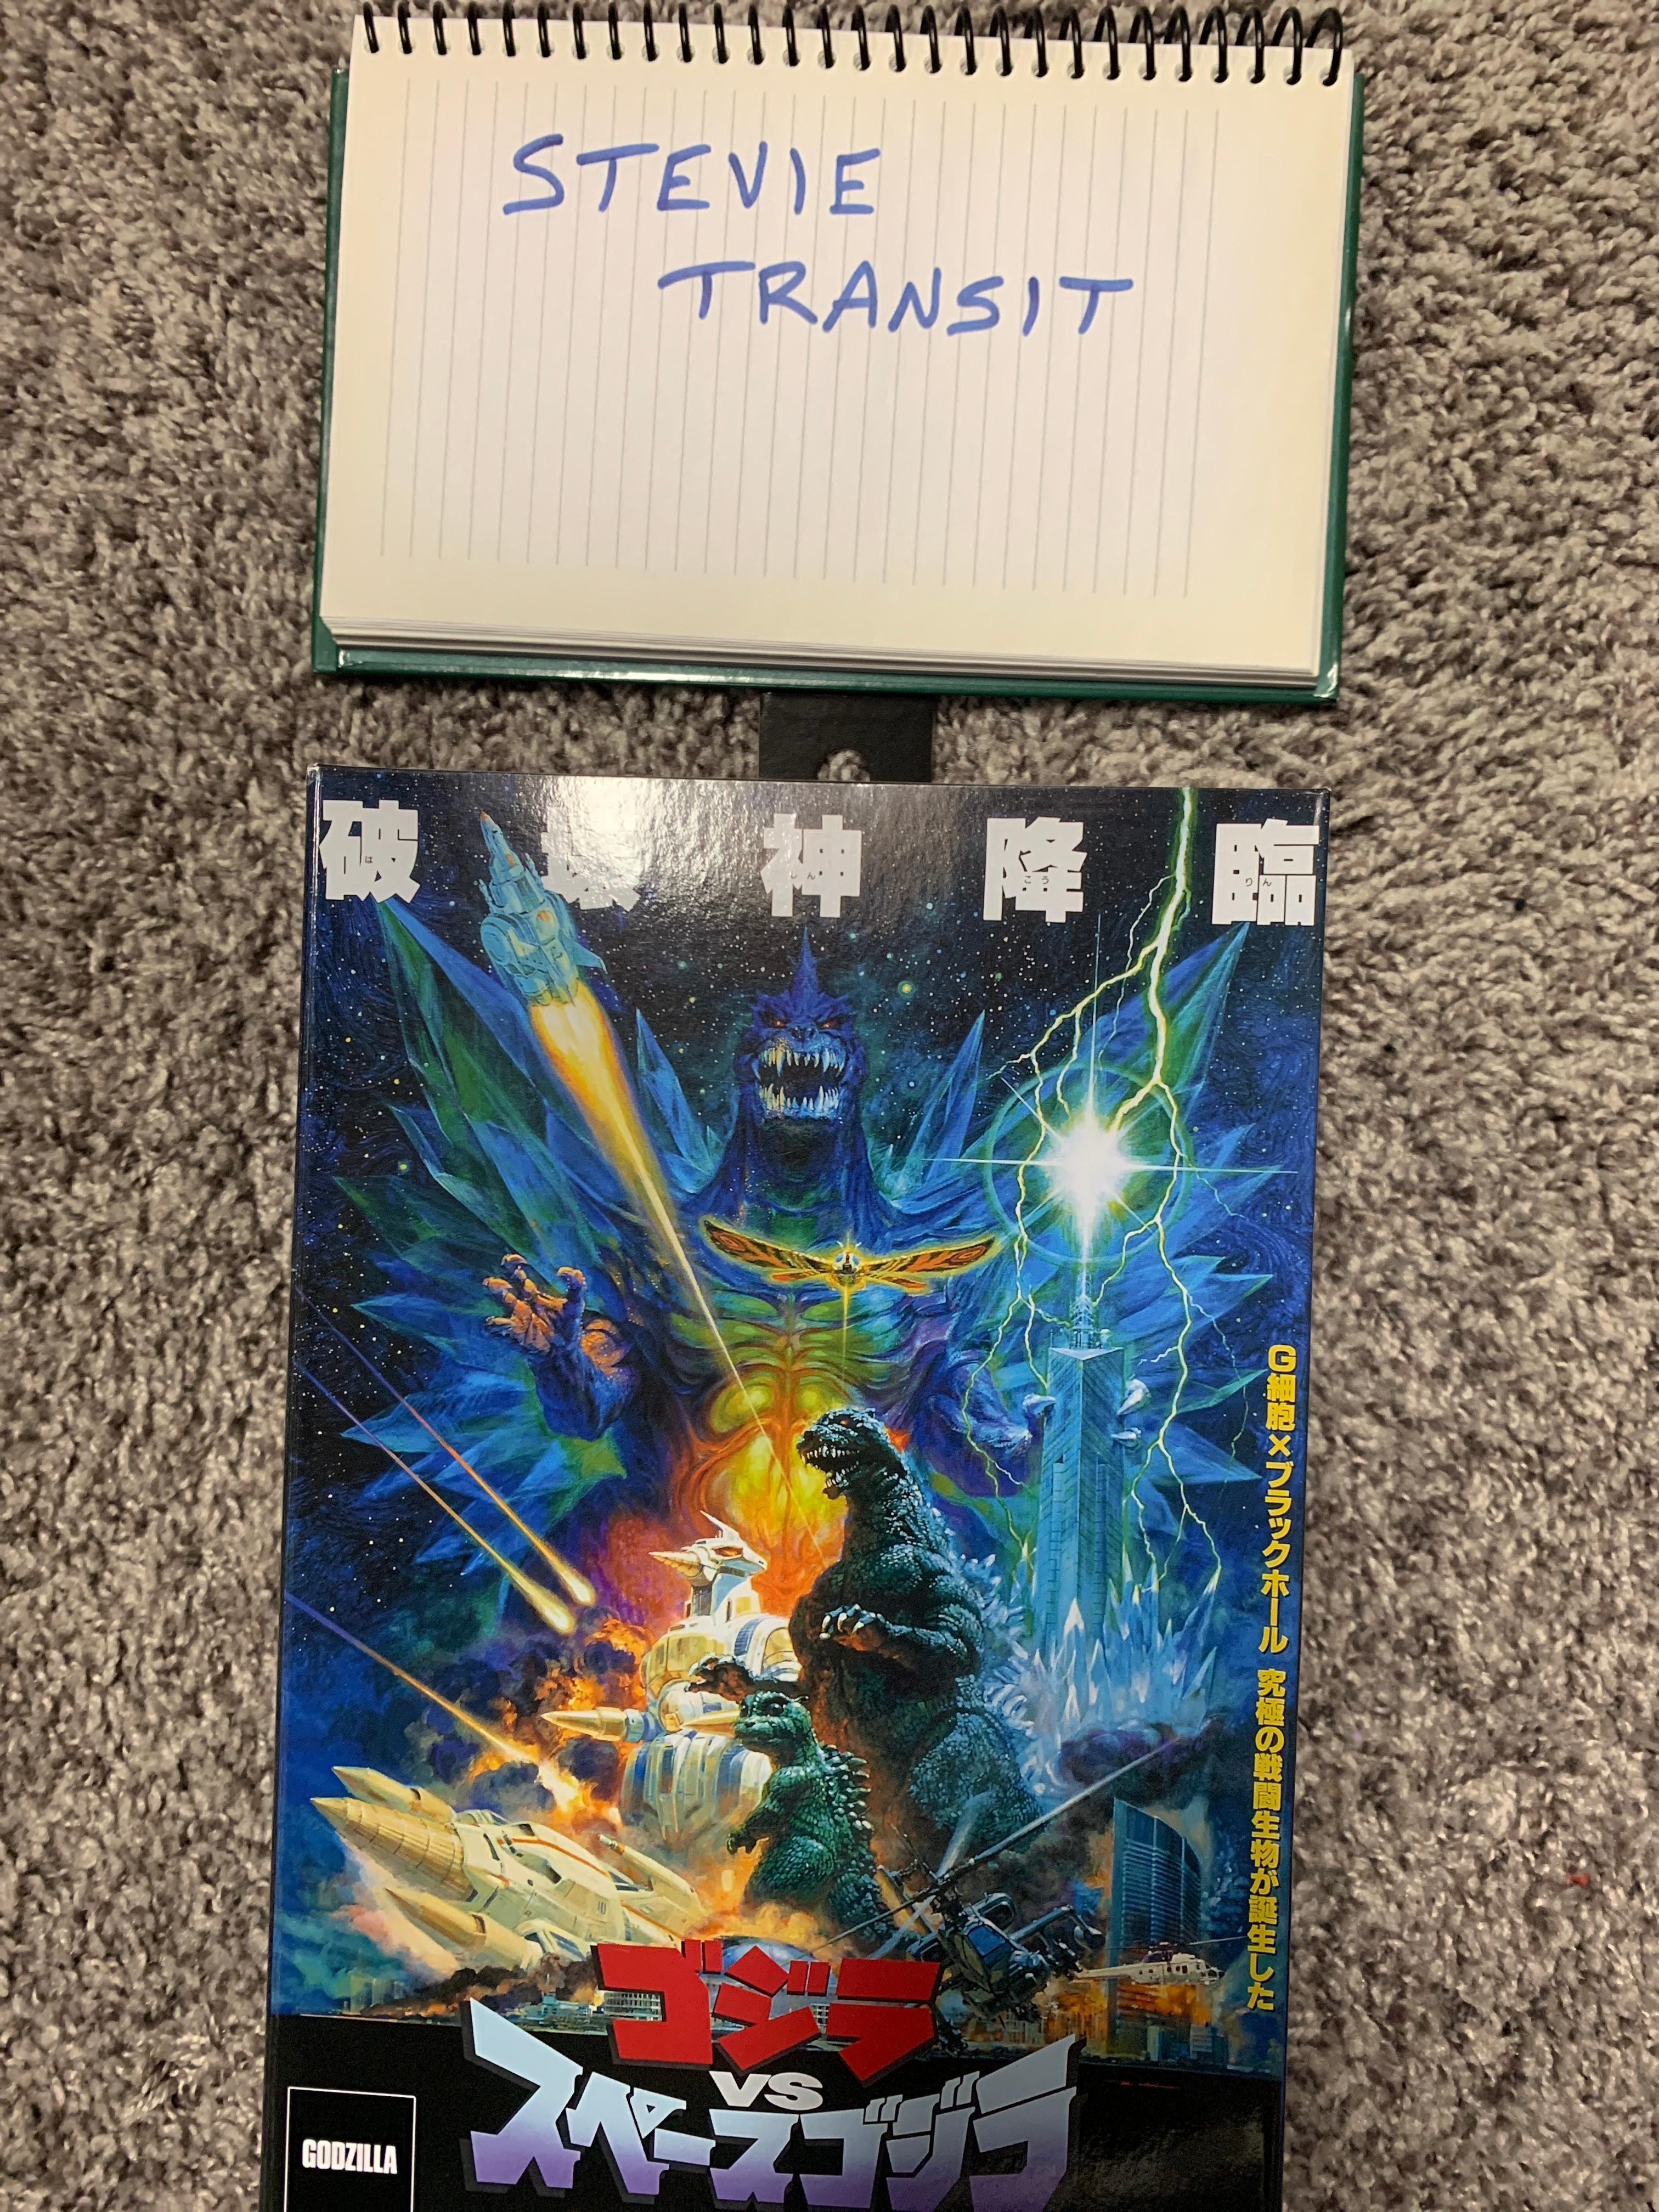 STEVIE
TRANSIT
破壊神降臨
G細胞×ブラックホール 究極の戦闘生物が誕生した
ゴジラ
VS
スペースゴジラ
GODZILLA